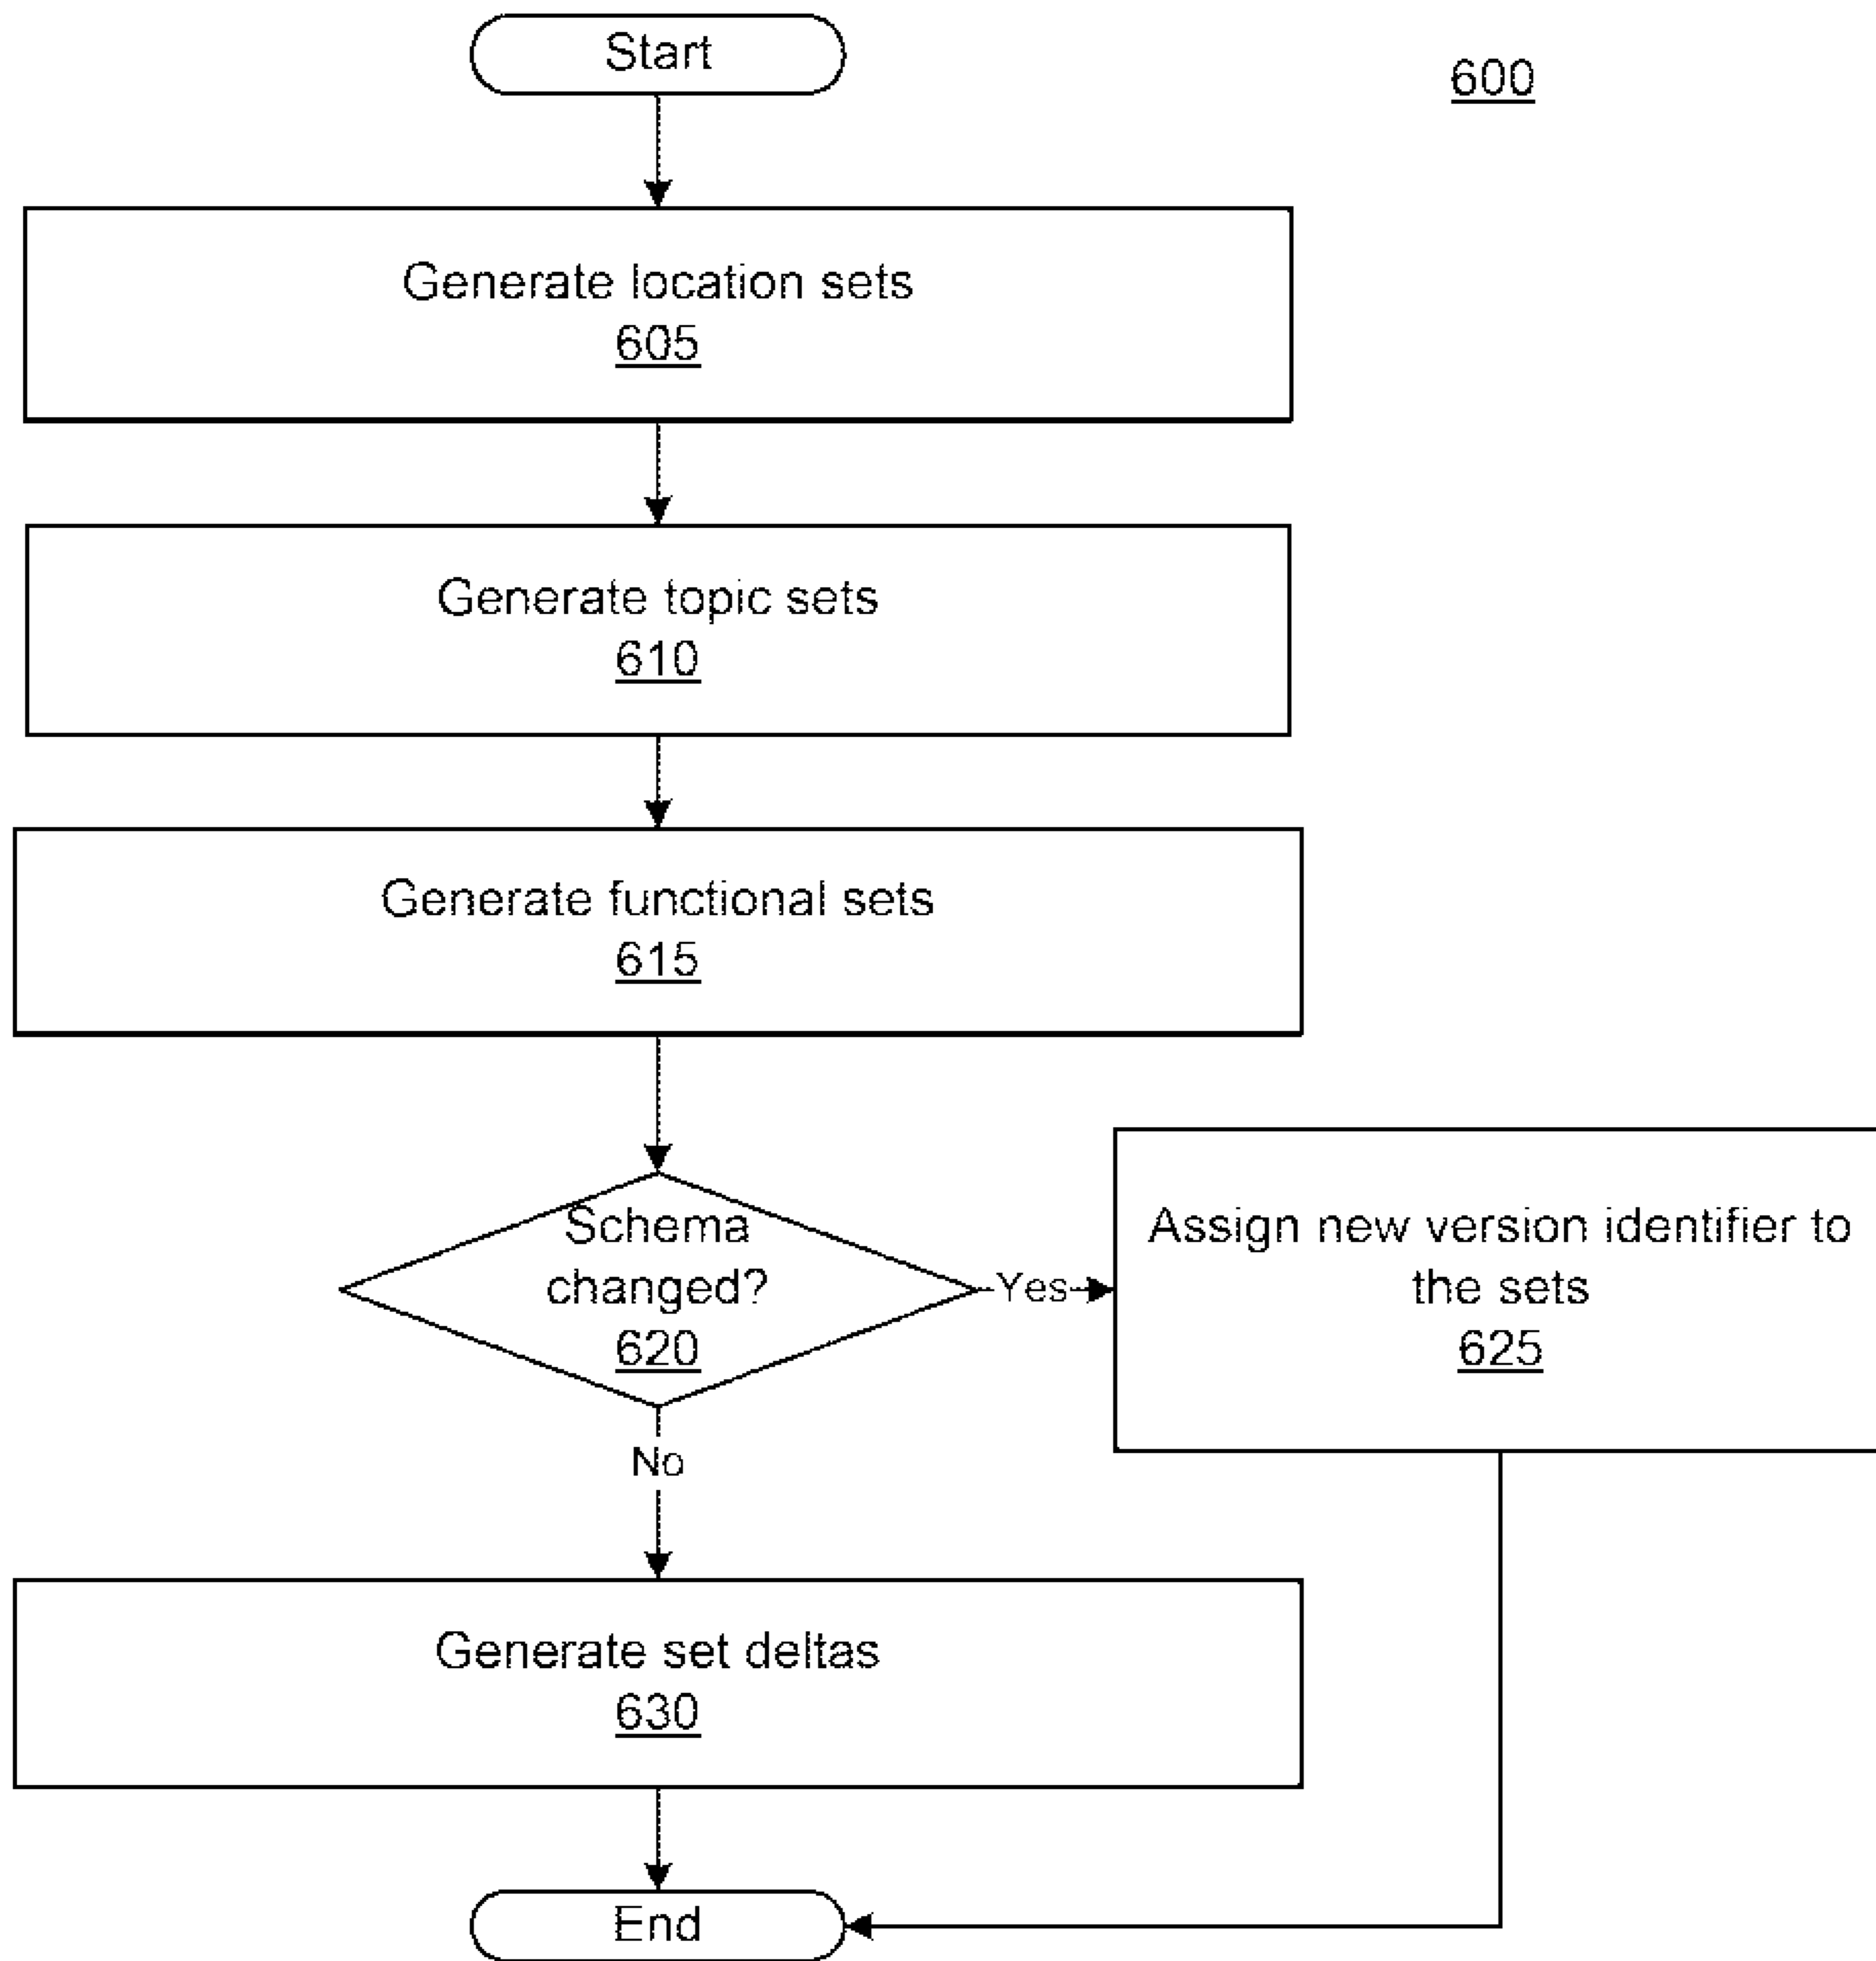 Start
600
Generate location sets
605
Generate topic sets
610
Generate functional sets
615
Schema
changed?
620
Yes
Assign new version identifier to
the sets
625
No
Generate set deltas
630
End